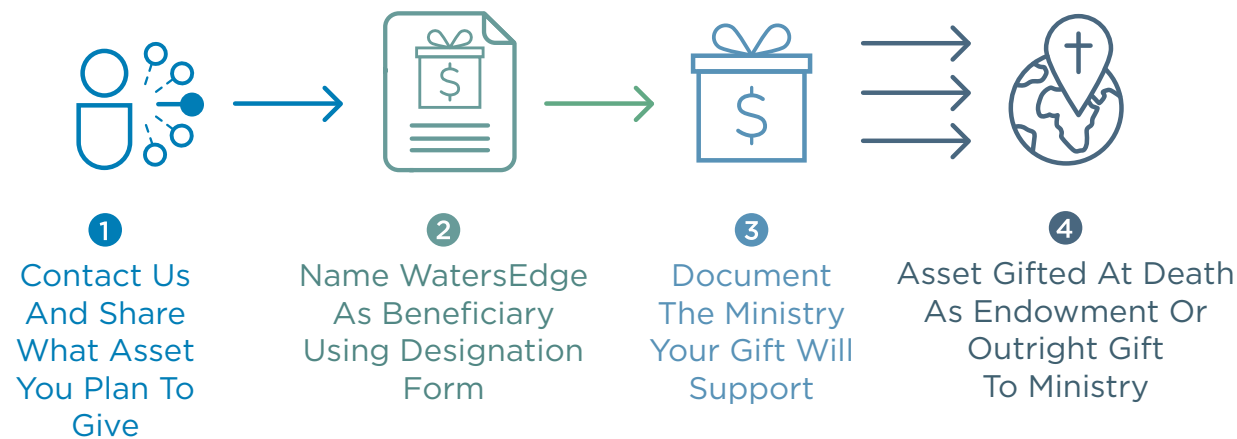 $
$
1
Contact Us
And Share
What Asset
You Plan To
Give
2
Name WatersEdge
As Beneficiary
Using Designation
Form
3
Document
The Ministry
Your Gift Will
Support
4
Asset Gifted At Death
As Endowment Or
Outright Gift
To Ministry